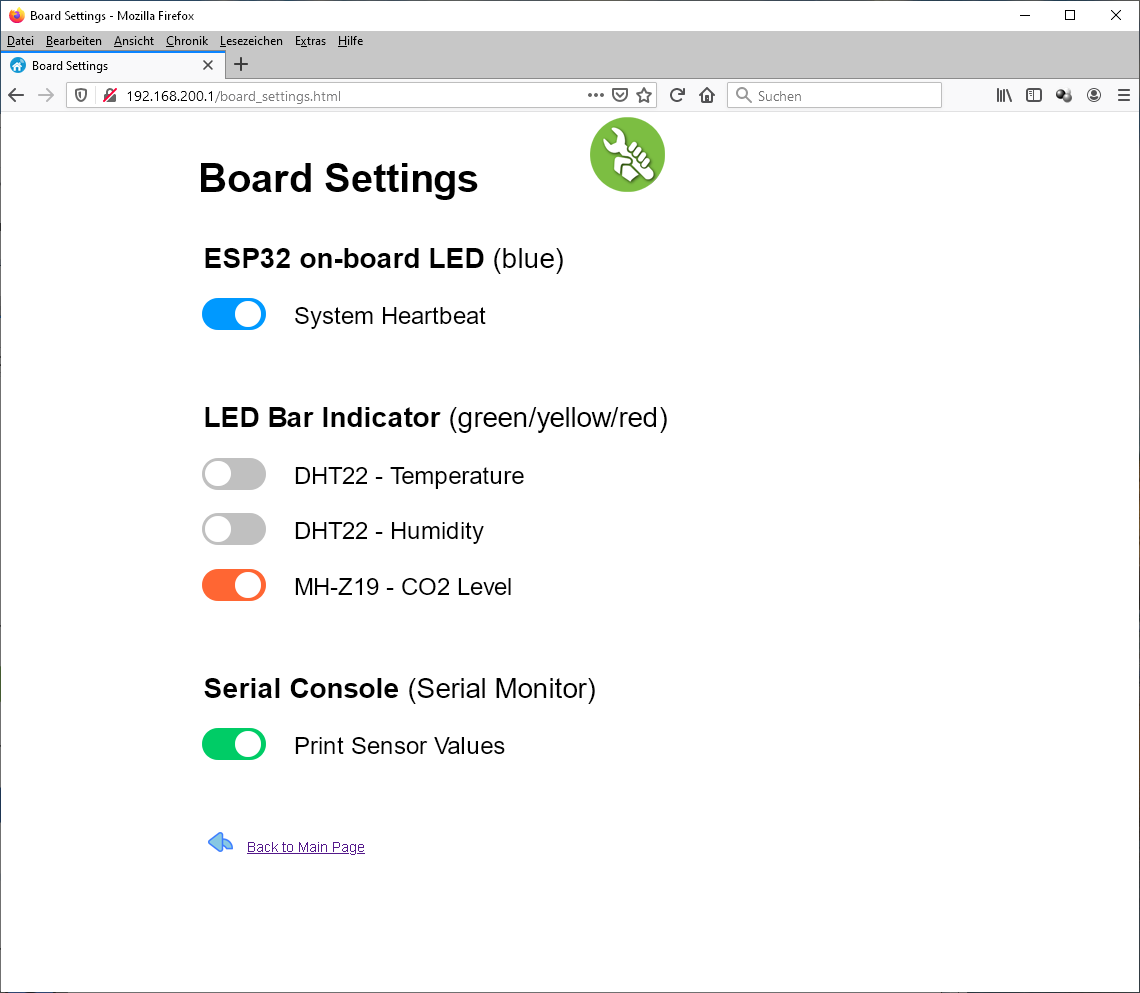 Board Settings - Mozilla Firefox
Datei Bearbeiten Ansicht Chronik Lesezeichen Extras Hilfe
Board Settings
192.168.200.1/board_settings.html
Suchen
Board Settings
ESP32 on-board LED (blue)
System Heartbeat
LED Bar Indicator (green/yellow/red)
DHT22 - Temperature
DHT22 - Humidity
MH-Z19 - CO2 Level
Serial Console (Serial Monitor)
Print Sensor Values
Back to Main Page